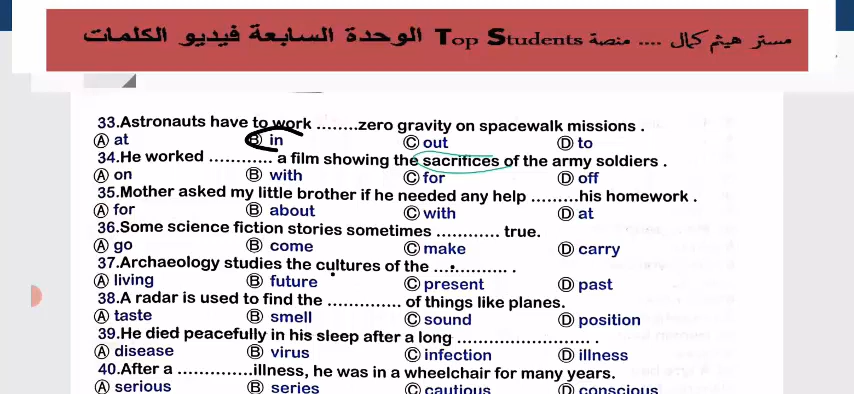 مستر هيثم كمال .... منصة Top Students الوحدة السابعة فيديو الكلمات
33.Astronauts have to work ........zero gravity on spacewalk missions .
Ⓐ at Ⓑ in Ⓒ out Ⓓ to
34.He worked ............ a film showing the sacrifices of the army soldiers .
Ⓐ on Ⓑ with Ⓒ for Ⓓ off
35.Mother asked my little brother if he needed any help .........his homework .
Ⓐ for Ⓑ about Ⓒ with Ⓓ at
36.Some science fiction stories sometimes ............ true.
Ⓐ go Ⓑ come Ⓒ make Ⓓ carry
37.Archaeology studies the cultures of the .............. .
Ⓐ living Ⓑ future Ⓒ present Ⓓ past
38.A radar is used to find the .............. of things like planes.
Ⓐ taste Ⓑ smell Ⓒ sound Ⓓ position
39.He died peacefully in his sleep after a long ......................... .
Ⓐ disease Ⓑ virus Ⓒ infection Ⓓ illness
40.After a ..............illness, he was in a wheelchair for many years.
Ⓐ serious Ⓑ series Ⓒ cautious Ⓓ conscious